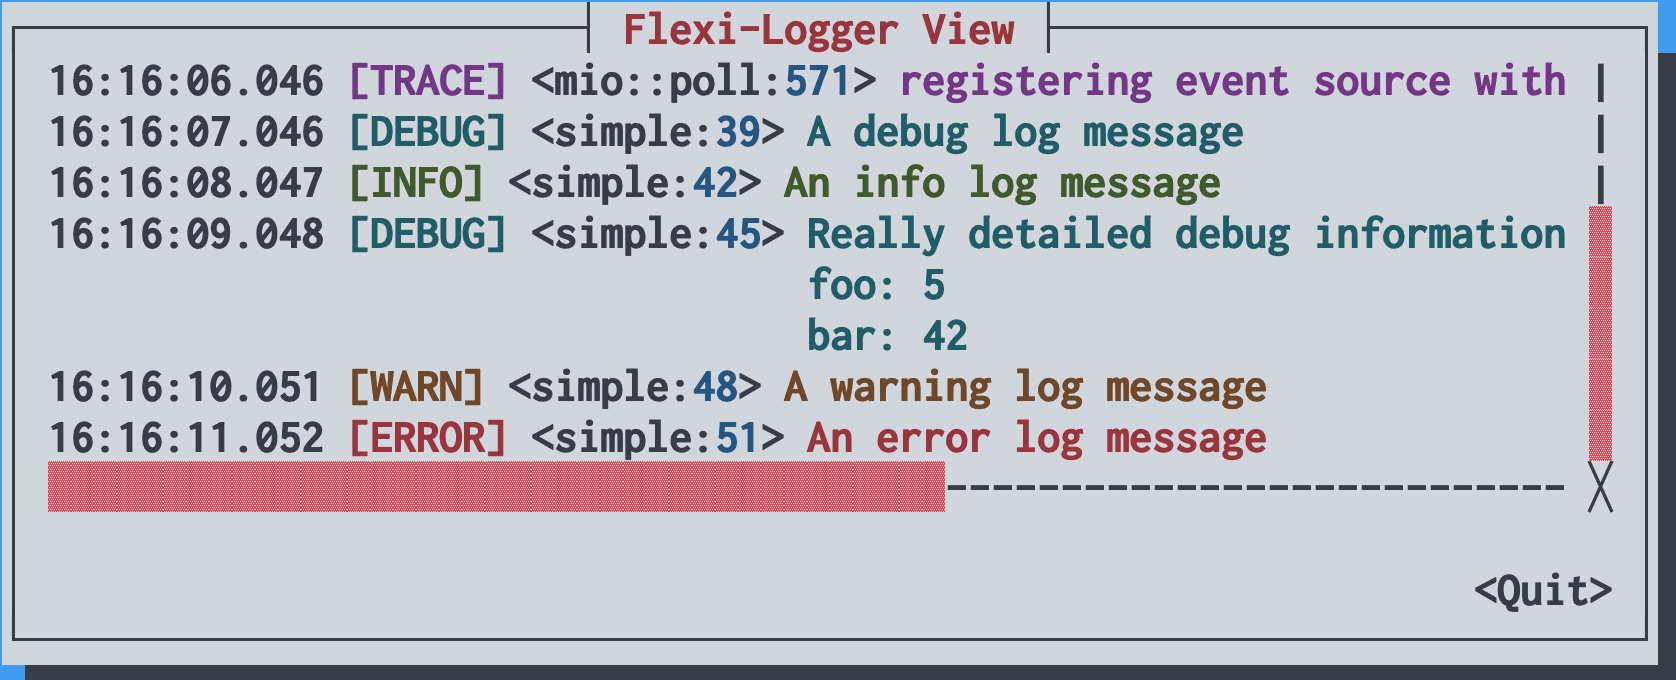 Flexi-Logger View
16:16:06.046 [TRACE] <mio::poll:571> registering event source with
16:16:07.046 [DEBUG] <simple:39> A debug log message
16:16:08.047 [INFO] <simple:42> An info log message
16:16:09.048 [DEBUG] <simple:45> Really detailed debug information
foo: 5
bar: 42
16:16:10.051 [WARN] <simple:48> A warning log message
16:16:11.052 [ERROR] <simple:51> An error log message
<Quit>